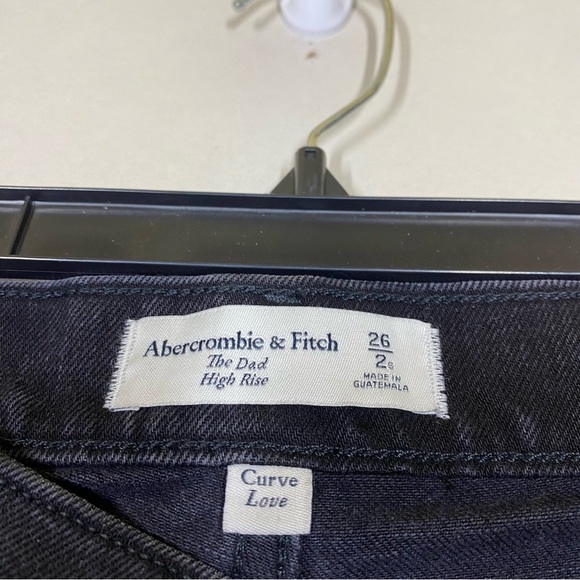 Abercrombie & Fitch
The Dad
High Rise
26
2s
MADE IN
GUATEMALA
Curve
Love